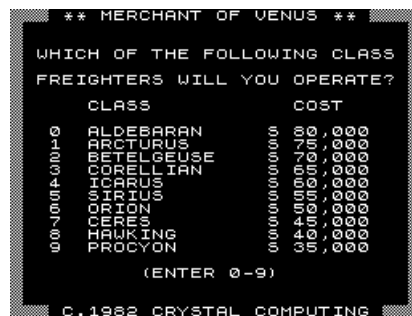 ** MERCHANT OF VENUS **
WHICH OF THE FOLLOWING CLASS
FREIGHTERS WILL YOU OPERATE?
CLASS COST
0 ALDEBARAN $ 80,000
1 ARCTURUS $ 75,000
2 BETELGEUSE $ 70,000
3 CORELLIAN $ 65,000
4 ICARUS $ 60,000
5 SIRIUS $ 55,000
6 ORION $ 50,000
7 CERES $ 45,000
8 HAWKING $ 40,000
9 PROCYON $ 35,000
(ENTER 0-9)
C.1982 CRYSTAL COMPUTING